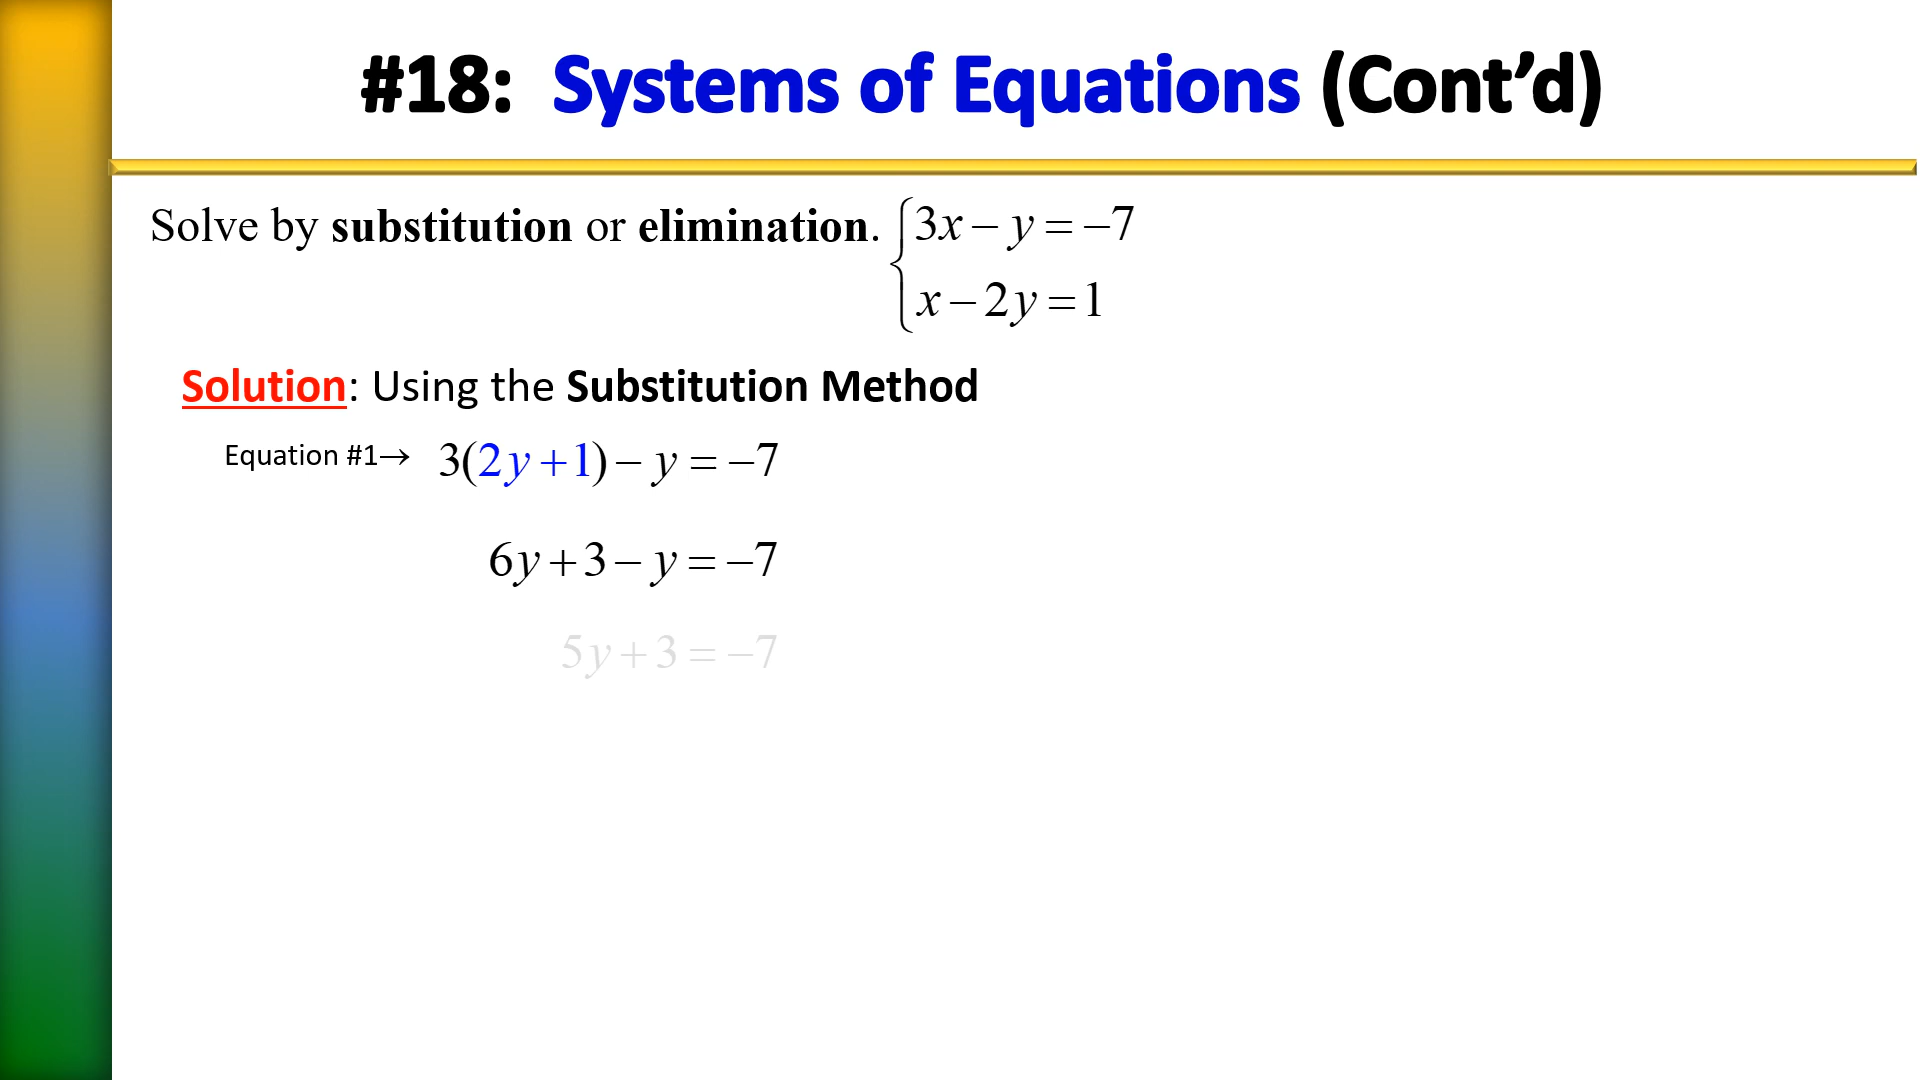 #18: Systems of Equations (Cont’d)
Solve by substitution or elimination. {3x − y = −7
x − 2y = 1
Solution: Using the Substitution Method
Equation #1→ 3(2y + 1) − y = −7
6y + 3 − y = −7
5y + 3 = −7